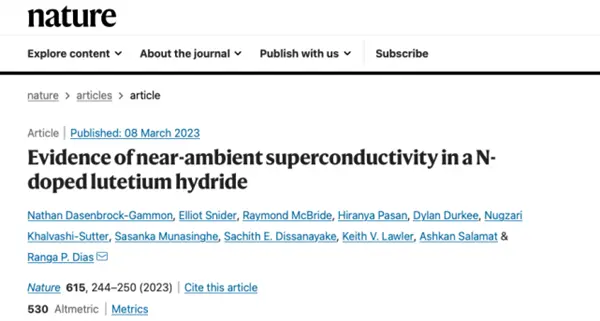 nature
Explore content About the journal Publish with us Subscribe
nature > articles > article
Article | Published: 08 March 2023
Evidence of near-ambient superconductivity in a N-
doped lutetium hydride
Nathan Dasenbrock-Gammon, Elliot Snider, Raymond McBride, Hiranya Pasan, Dylan Durkee, Nugzari
Khalvashi-Sutter, Sasanka Munasinghe, Sachith E. Dissanayake, Keith V. Lawler, Ashkan Salamat &
Ranga P. Dias
Nature 615, 244–250 (2023) | Cite this article
530 Altmetric | Metrics